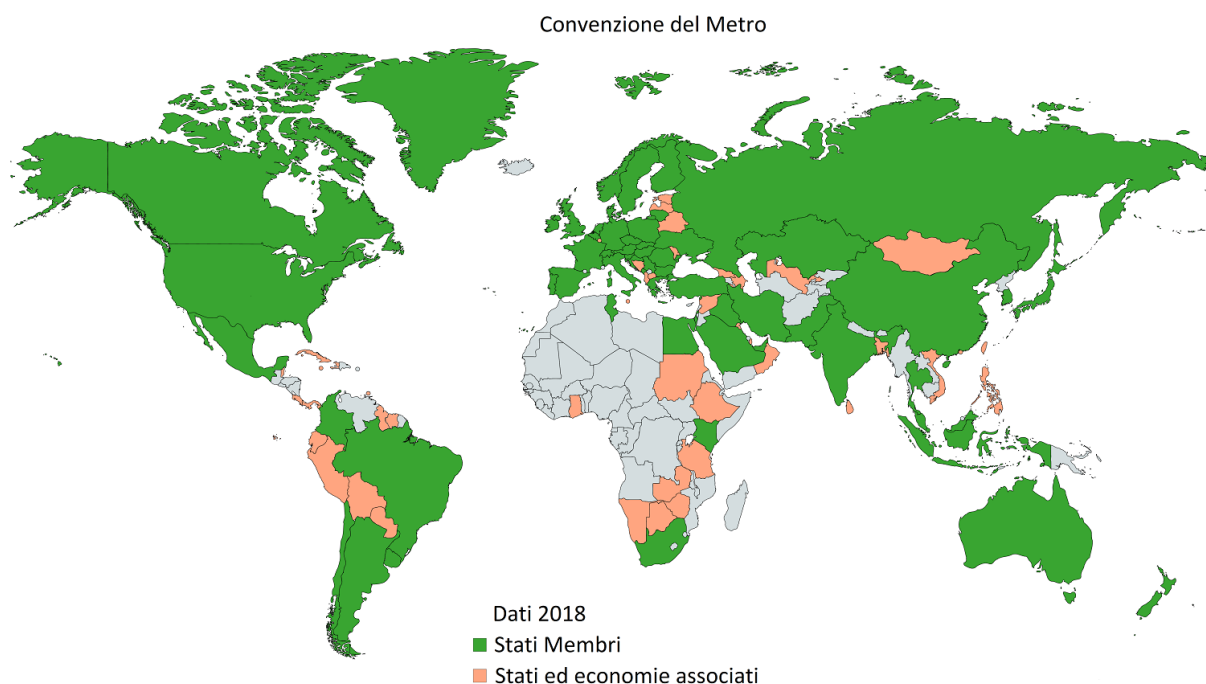 Convenzione del Metro
Dati 2018
Stati Membri
Stati ed economie associati